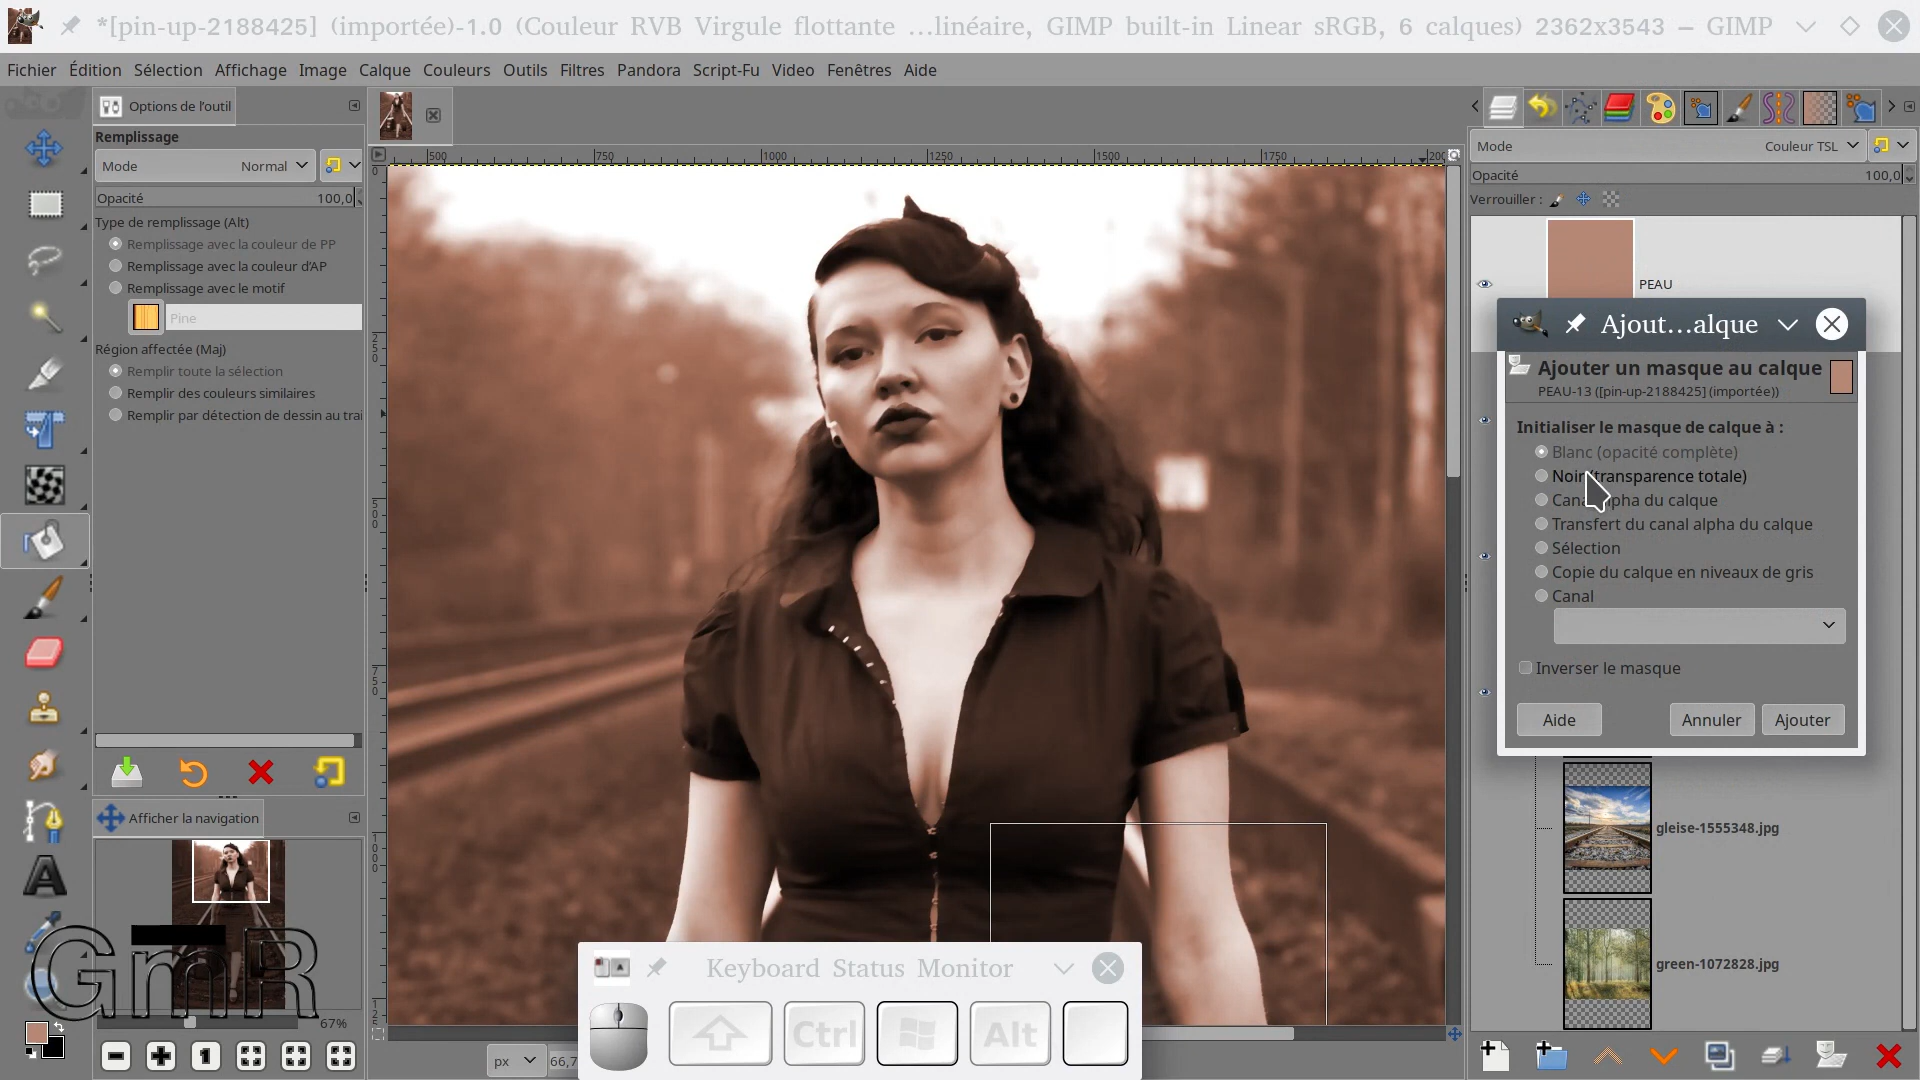 *[pin-up-2188425] (importée)-1.0 (Couleur RVB Virgule flottante …linéaire, GIMP built-in Linear sRGB, 6 calques) 2362x3543 – GIMP
Fichier Édition Sélection Affichage Image Calque Couleurs Outils Filtres Pandora Script-Fu Video Fenêtres Aide
Options de l'outil
Remplissage
Mode Normal
Opacité 100,0
Type de remplissage (Alt)
Remplissage avec la couleur de PP
Remplissage avec la couleur d'AP
Remplissage avec le motif
Pine
Région affectée (Maj)
Remplir toute la sélection
Remplir des couleurs similaires
Remplir par détection de dessin au trai
Afficher la navigation
GmR
67%
500 750 1000 1250 1500 1750 200
0
250
500
750
px 66,7
Keyboard Status Monitor
Ctrl Alt
Mode Couleur TSL
Opacité 100,0
Verrouiller :
PEAU
Ajout…alque
Ajouter un masque au calque
PEAU-13 ([pin-up-2188425] (importée))
Initialiser le masque de calque à :
Blanc (opacité complète)
Noir (transparence totale)
Canal alpha du calque
Transfert du canal alpha du calque
Sélection
Copie du calque en niveaux de gris
Canal
Inverser le masque
Aide Annuler Ajouter
gleise-1555348.jpg
green-1072828.jpg